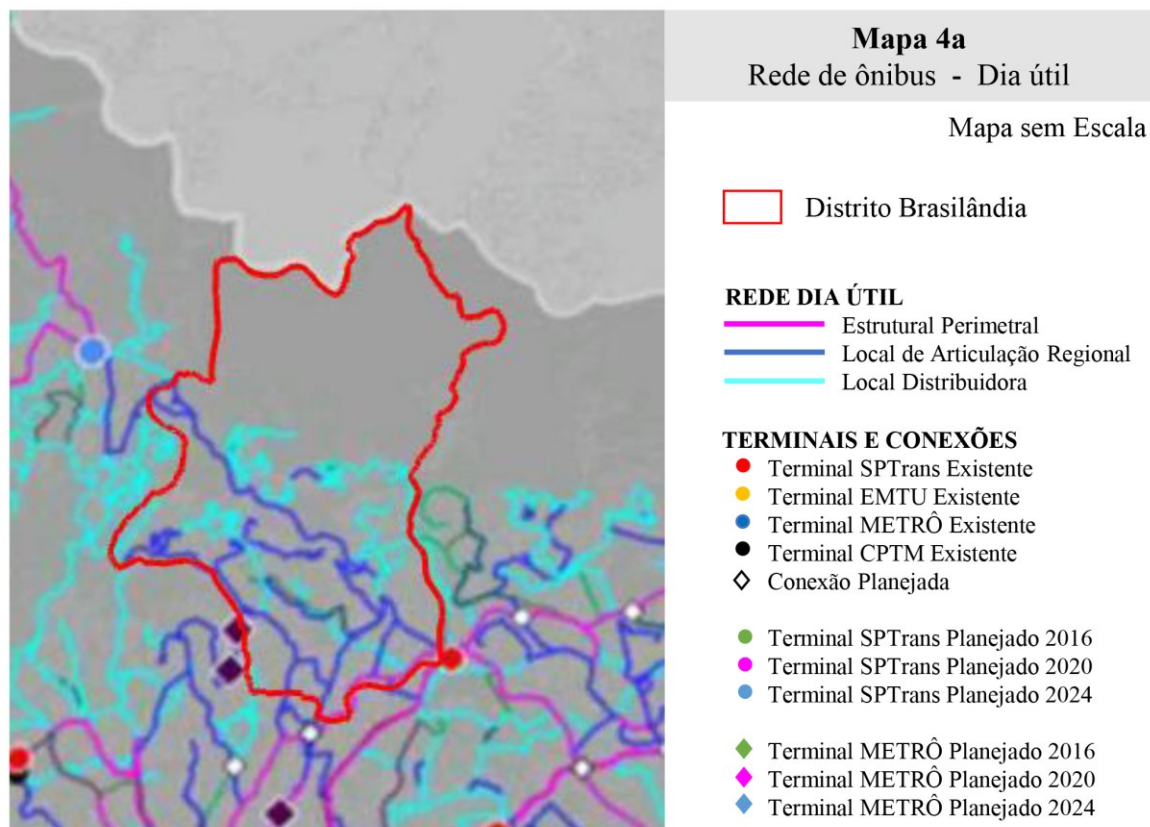 Mapa 4a
Rede de ônibus - Dia útil
Mapa sem Escala
Distrito Brasilândia
REDE DIA ÚTIL
Estrutural Perimetral
Local de Articulação Regional
Local Distribuidora
TERMINAIS E CONEXÕES
Terminal SPTrans Existente
Terminal EMTU Existente
Terminal METRÔ Existente
Terminal CPTM Existente
Conexão Planejada
Terminal SPTrans Planejado 2016
Terminal SPTrans Planejado 2020
Terminal SPTrans Planejado 2024
Terminal METRÔ Planejado 2016
Terminal METRÔ Planejado 2020
Terminal METRÔ Planejado 2024